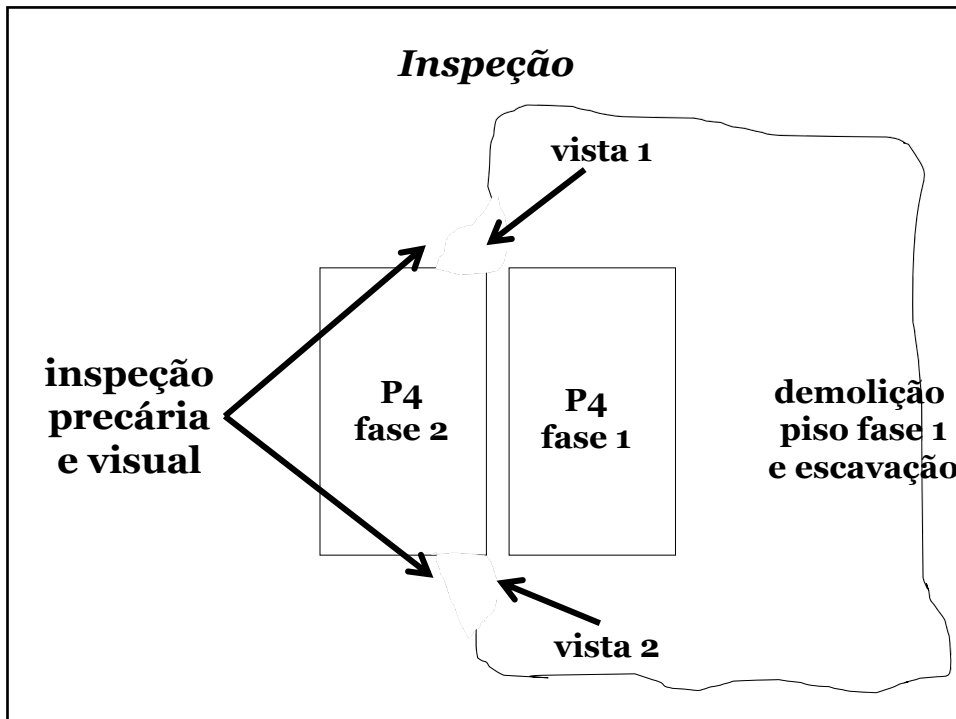 Inspeção
vista 1
inspeção
precária
e visual
P4
fase 2
P4
fase 1
demolição
piso fase 1
e escavação
vista 2